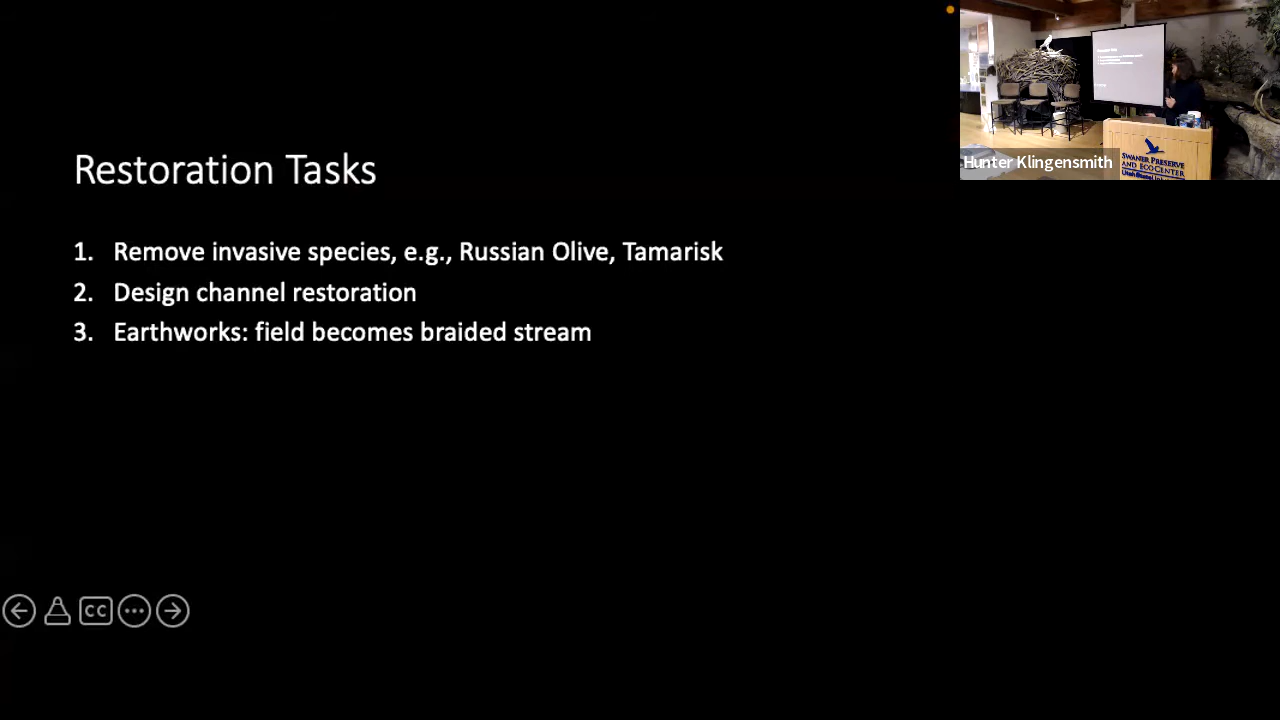 Restoration Tasks
1. Remove invasive species, e.g., Russian Olive, Tamarisk
2. Design channel restoration
3. Earthworks: field becomes braided stream
Hunter Klingensmith
SWANER PRESERVE
AND ECOCENTER
CC